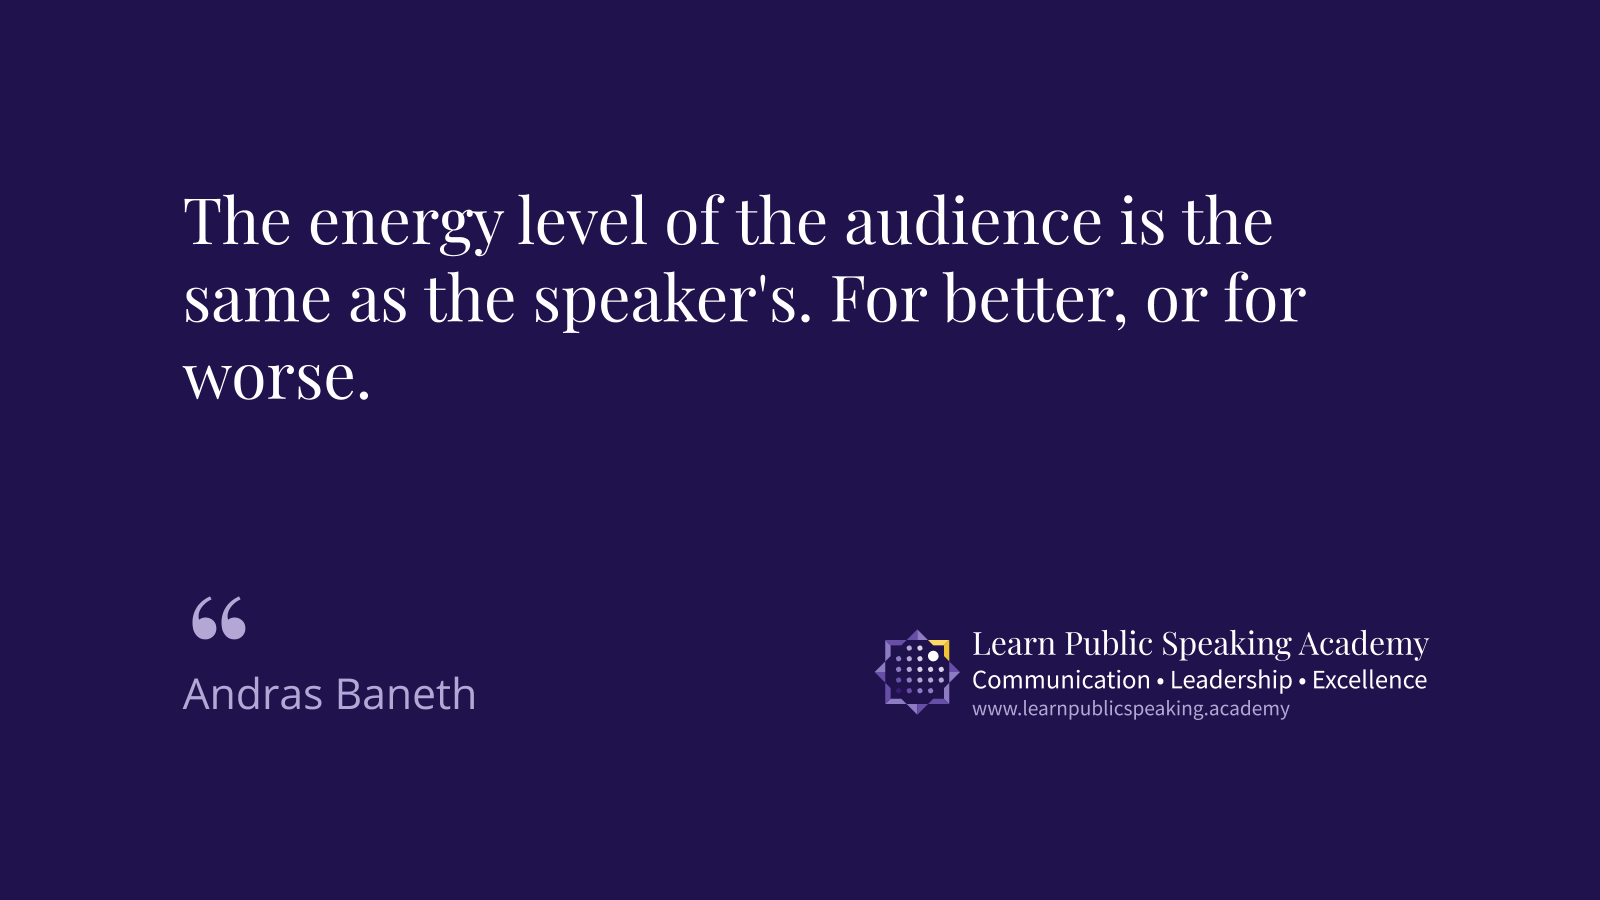 The energy level of the audience is the
same as the speaker's. For better, or for
worse.
“
Andras Baneth
Learn Public Speaking Academy
Communication • Leadership • Excellence
www.learnpublicspeaking.academy